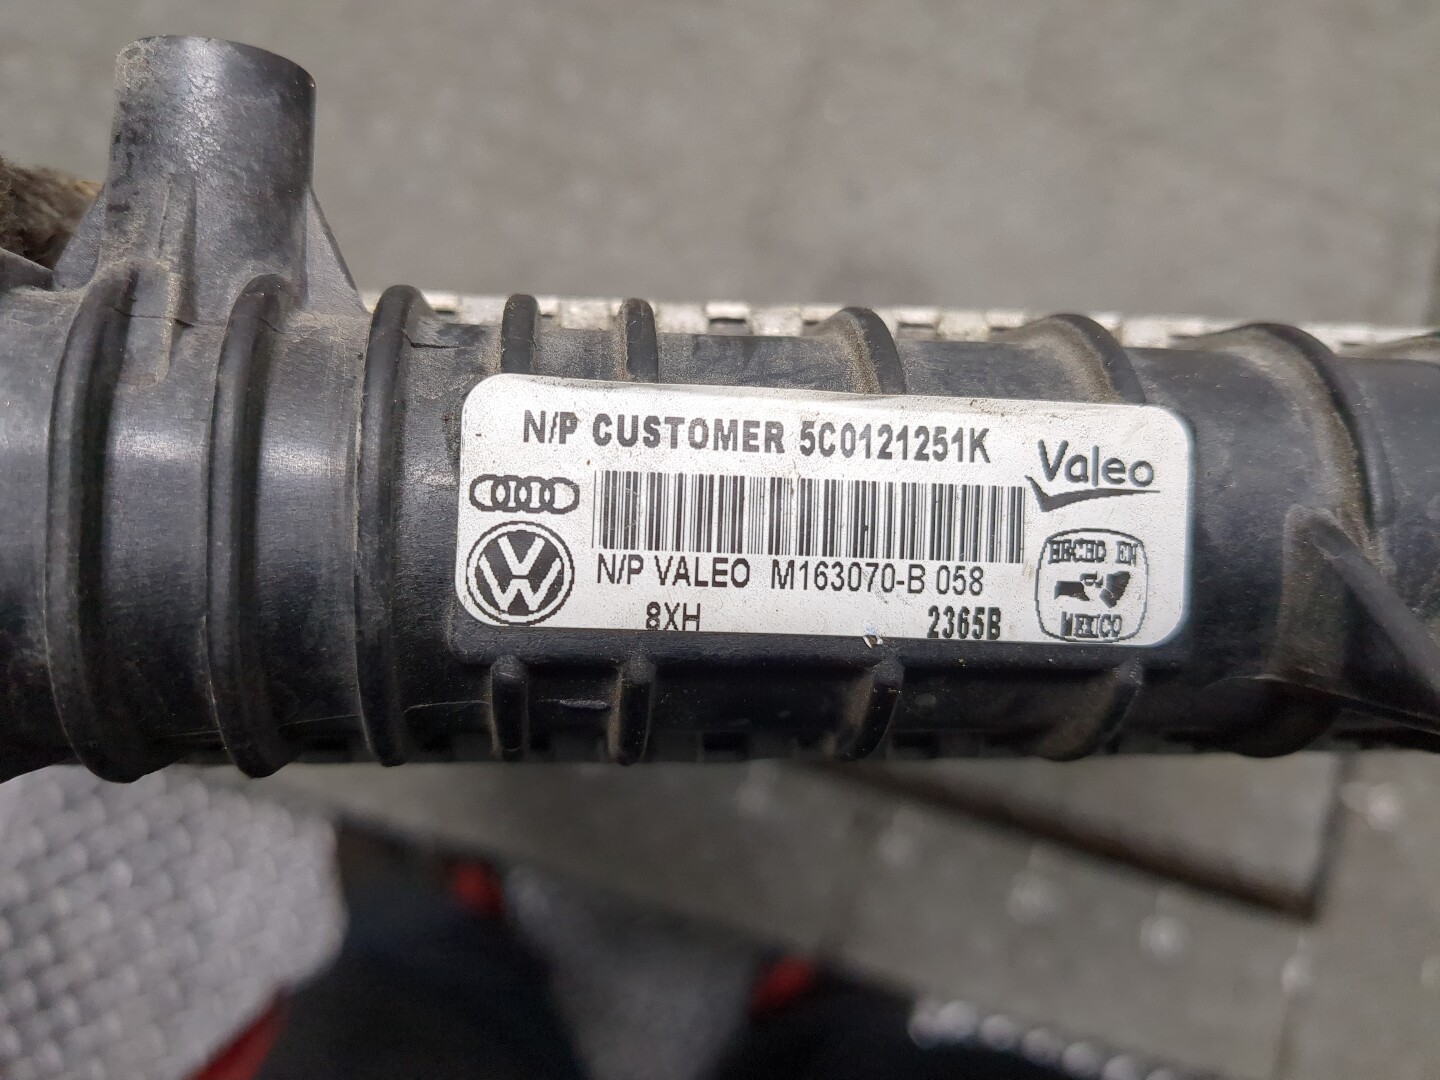 N/P CUSTOMER 5C0121251K
Valeo
N/P VALEO M163070-B 058
8XH
2365B
HECHO EN
MEXICO